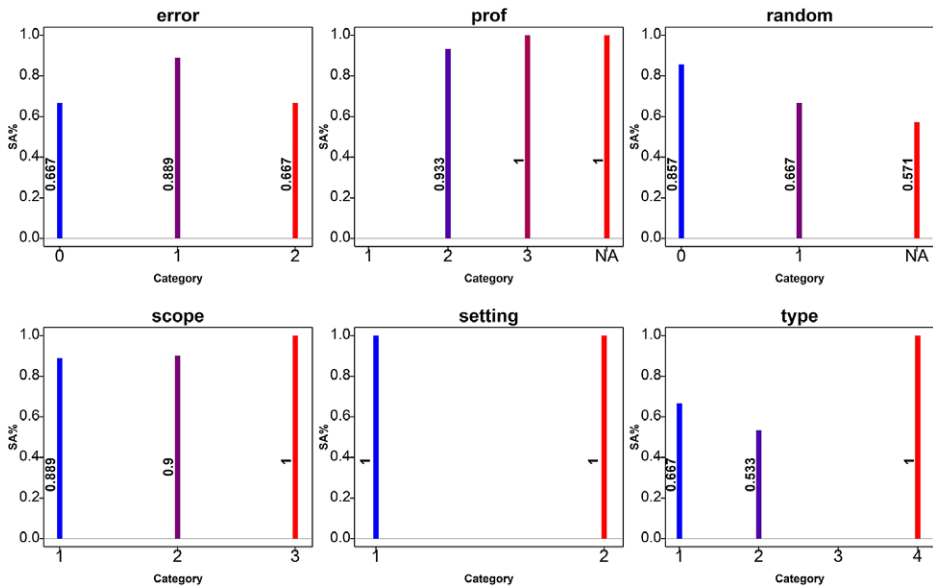 error
SA%
1.0
0.8
0.6
0.4
0.2
0.0
0.667
0.889
0.667
0 1 2
Category
prof
SA%
1.0
0.8
0.6
0.4
0.2
0.0
0.933
1
1
1 2 3 NA
Category
random
SA%
1.0
0.8
0.6
0.4
0.2
0.0
0.857
0.667
0.571
0 1 NA
Category
scope
SA%
1.0
0.8
0.6
0.4
0.2
0.0
0.889
0.9
1
1 2 3
Category
setting
SA%
1.0
0.8
0.6
0.4
0.2
0.0
1
1
1 2
Category
type
SA%
1.0
0.8
0.6
0.4
0.2
0.0
0.667
0.533
1
1 2 3 4
Category